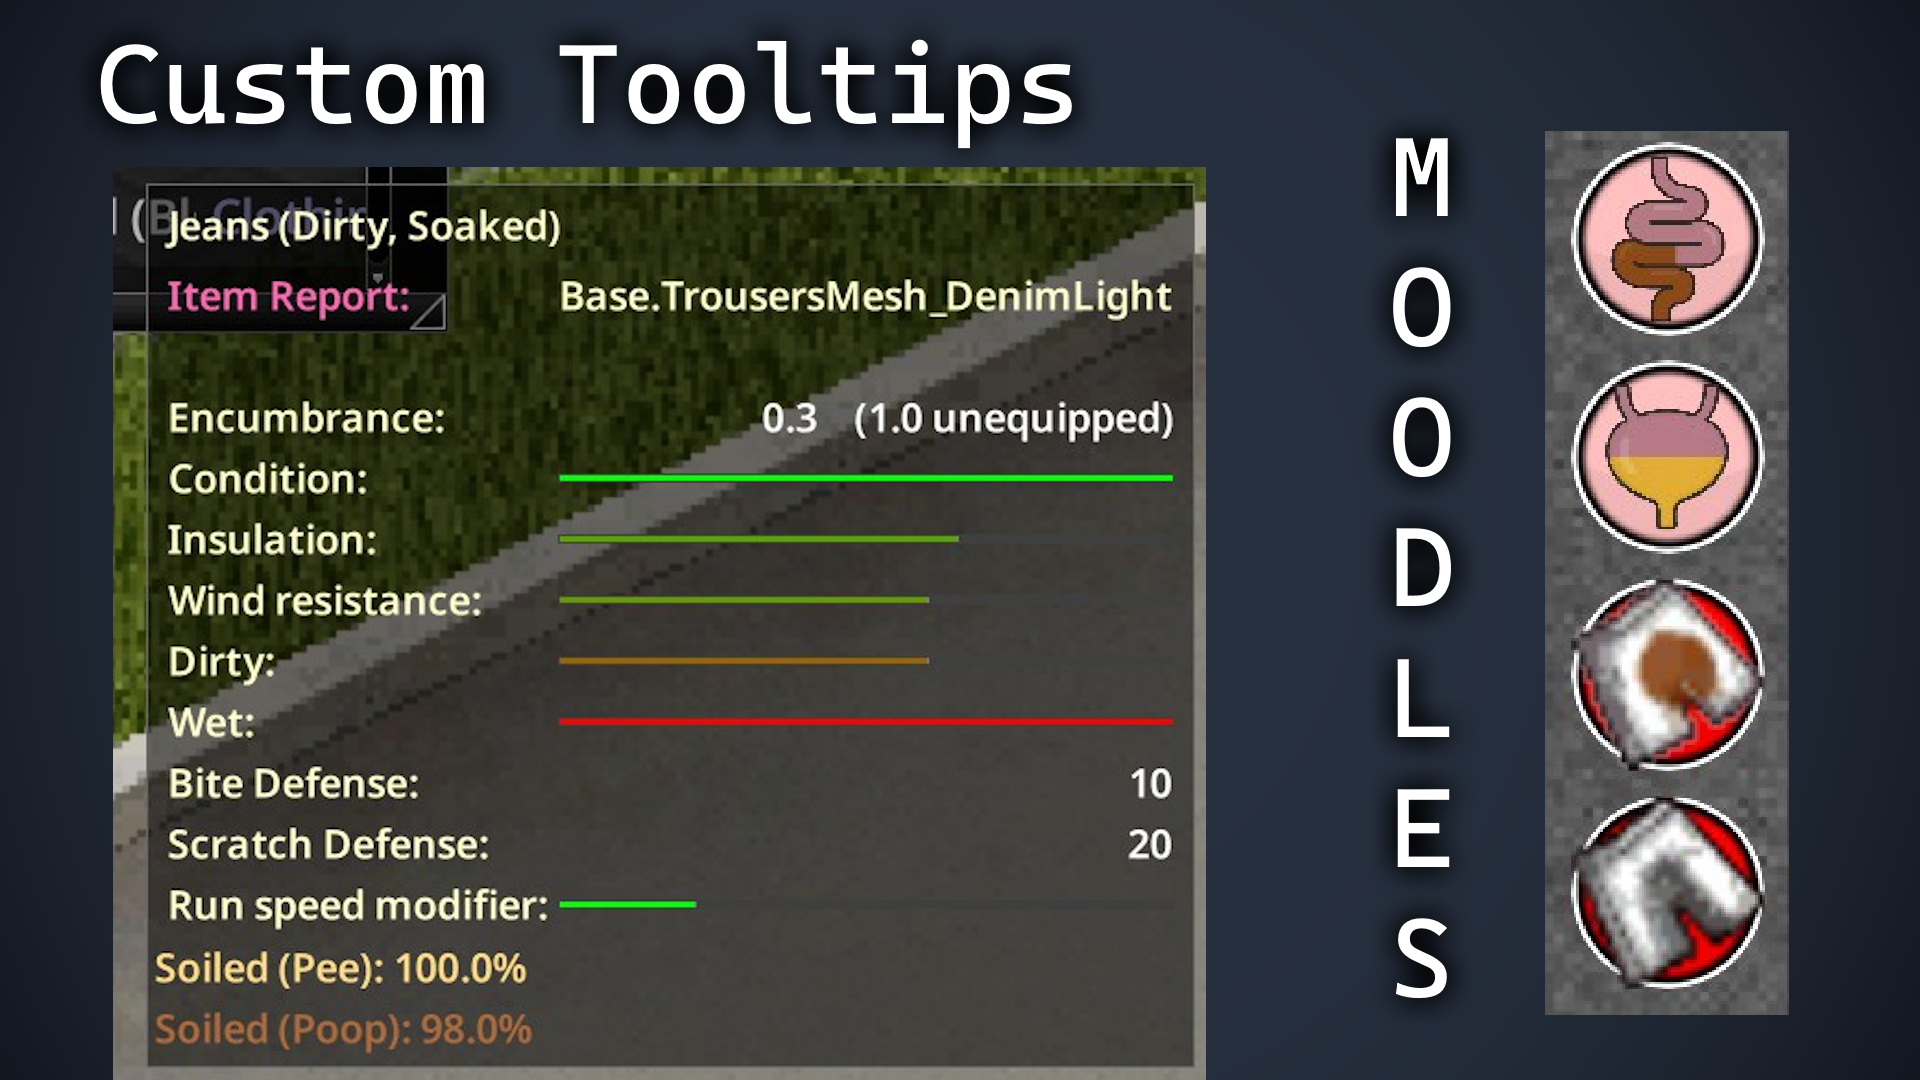 Custom Tooltips
Jeans (Dirty, Soaked)
Item Report: Base.TrousersMesh_DenimLight
Encumbrance: 0.3 (1.0 unequipped)
Condition:
Insulation:
Wind resistance:
Dirty:
Wet:
Bite Defense: 10
Scratch Defense: 20
Run speed modifier:
Soiled (Pee): 100.0%
Soiled (Poop): 98.0%
MOODLES